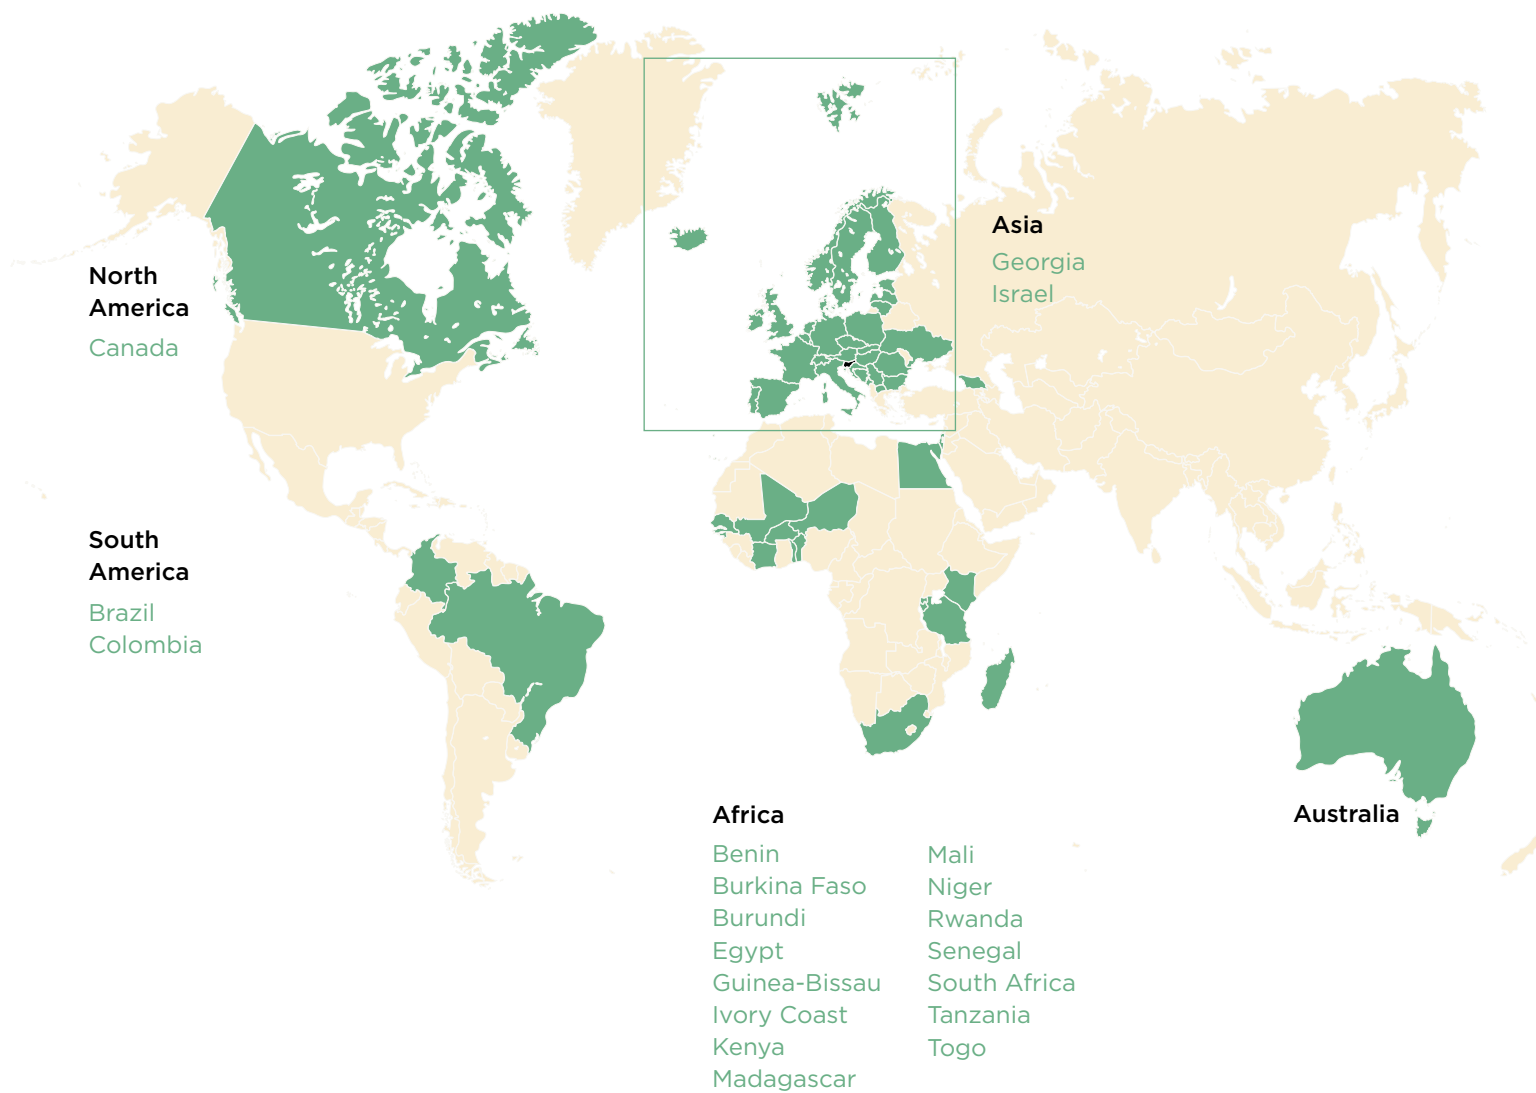 North
America
Canada
South
America
Brazil
Colombia
Asia
Georgia
Israel
Africa
Benin
Burkina Faso
Burundi
Egypt
Guinea-Bissau
Ivory Coast
Kenya
Madagascar
Mali
Niger
Rwanda
Senegal
South Africa
Tanzania
Togo
Australia